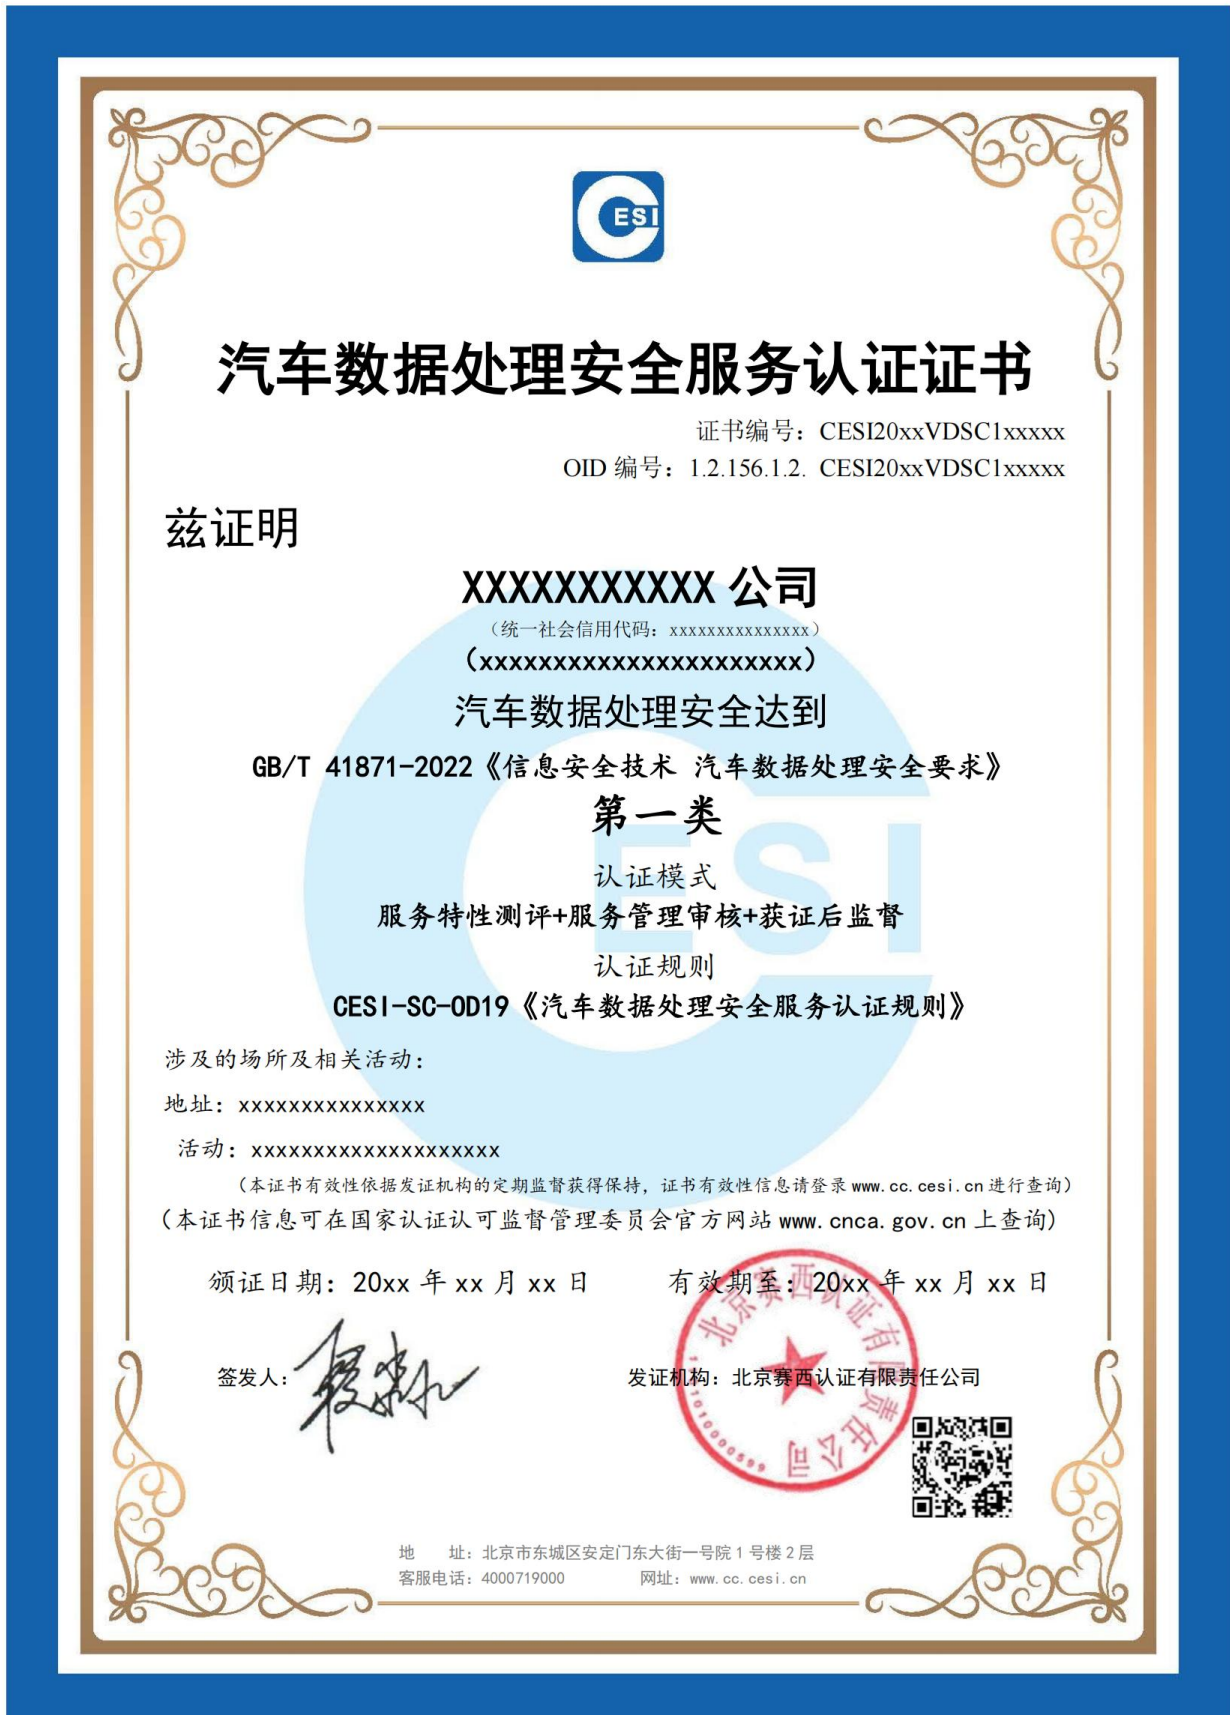 CESI
汽车数据处理安全服务认证证书
证书编号：CESI20xxVDSC1xxxxx
OID 编号：1.2.156.1.2. CESI20xxVDSC1xxxxx
兹证明
XXXXXXXXXXX 公司
（统一社会信用代码：xxxxxxxxxxxxxxx）
（xxxxxxxxxxxxxxxxxxxxxx）
汽车数据处理安全达到
GB/T 41871-2022《信息安全技术 汽车数据处理安全要求》
第一类
认证模式
服务特性测评+服务管理审核+获证后监督
认证规则
CESI-SC-OD19《汽车数据处理安全服务认证规则》
涉及的场所及相关活动：
地址：xxxxxxxxxxxxxxx
活动：xxxxxxxxxxxxxxxxxxxx
（本证书有效性依据发证机构的定期监督获得保持，证书有效性信息请登录 www.cc.cesi.cn 进行查询）
（本证书信息可在国家认证认可监督管理委员会官方网站 www.cnca.gov.cn 上查询）
颁证日期：20xx 年 xx 月 xx 日 有效期至：20xx 年 xx 月 xx 日
签发人： 发证机构：北京赛西认证有限责任公司
北京赛西认证有限责任公司
地 址：北京市东城区安定门东大街一号院 1 号楼 2 层
客服电话：4000719000 网址：www.cc.cesi.cn